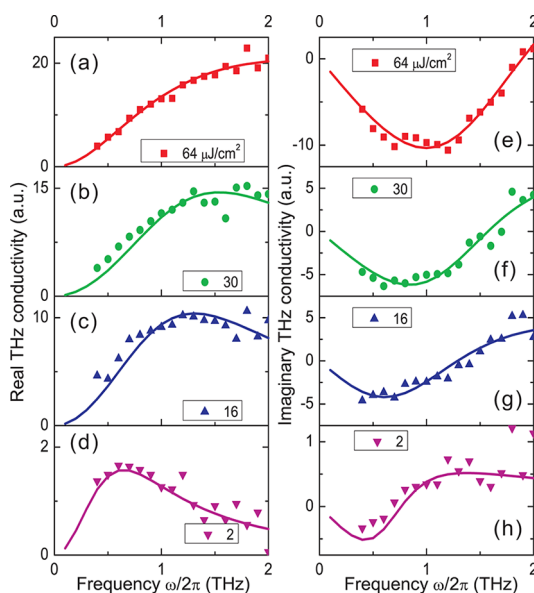 0 1 2
0 1 2
20
0
(a)
64 μJ/cm²
0
-10
64 μJ/cm²
(e)
15
0
(b)
30
5
0
-5
30
(f)
10
0
(c)
16
5
0
-5
16
(g)
2
0
(d)
2
1
0
2
(h)
Real THz conductivity (a.u.)
Imaginary THz conductivity (a.u.)
0 1 2
0 1 2
Frequency ω/2π (THz)
Frequency ω/2π (THz)